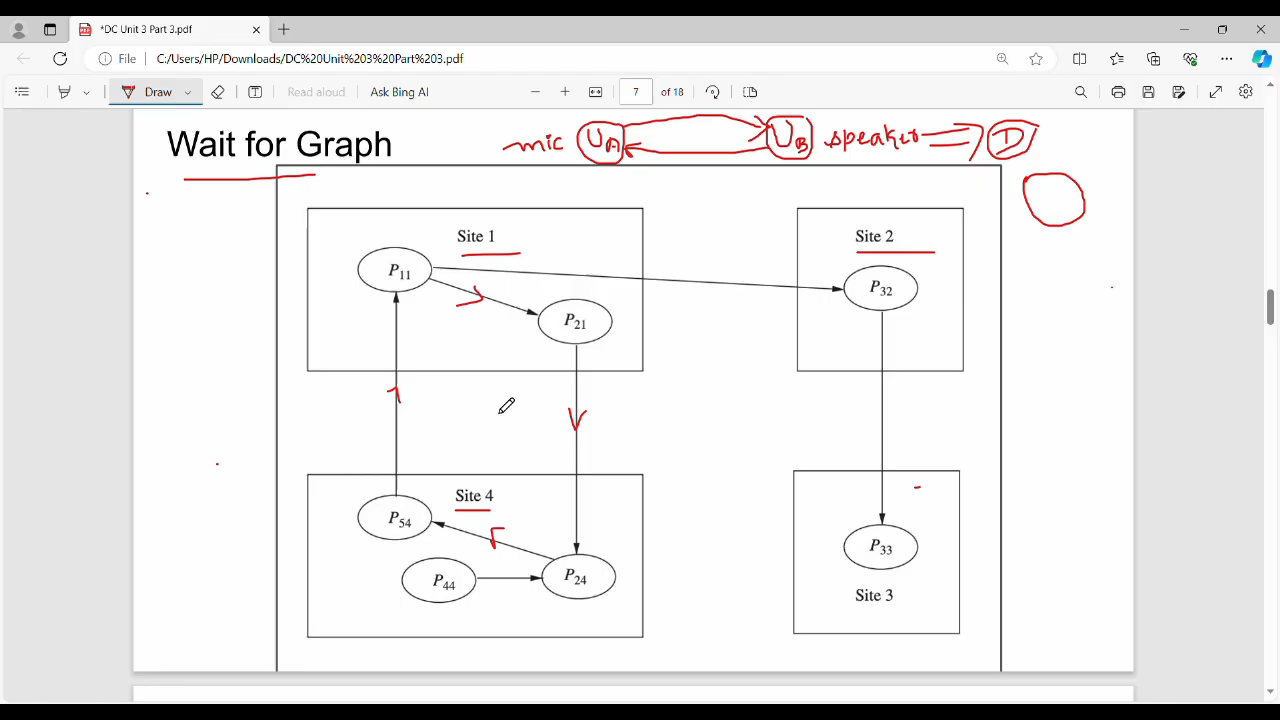 *DC Unit 3 Part 3.pdf
File C:/Users/HP/Downloads/DC%20Unit%203%20Part%203.pdf
Draw Read aloud Ask Bing AI 7 of 18
Wait for Graph
mic UA UB speaker D
Site 1
Site 2
P11
P32
P21
Site 4
P54
P33
P44
P24
Site 3